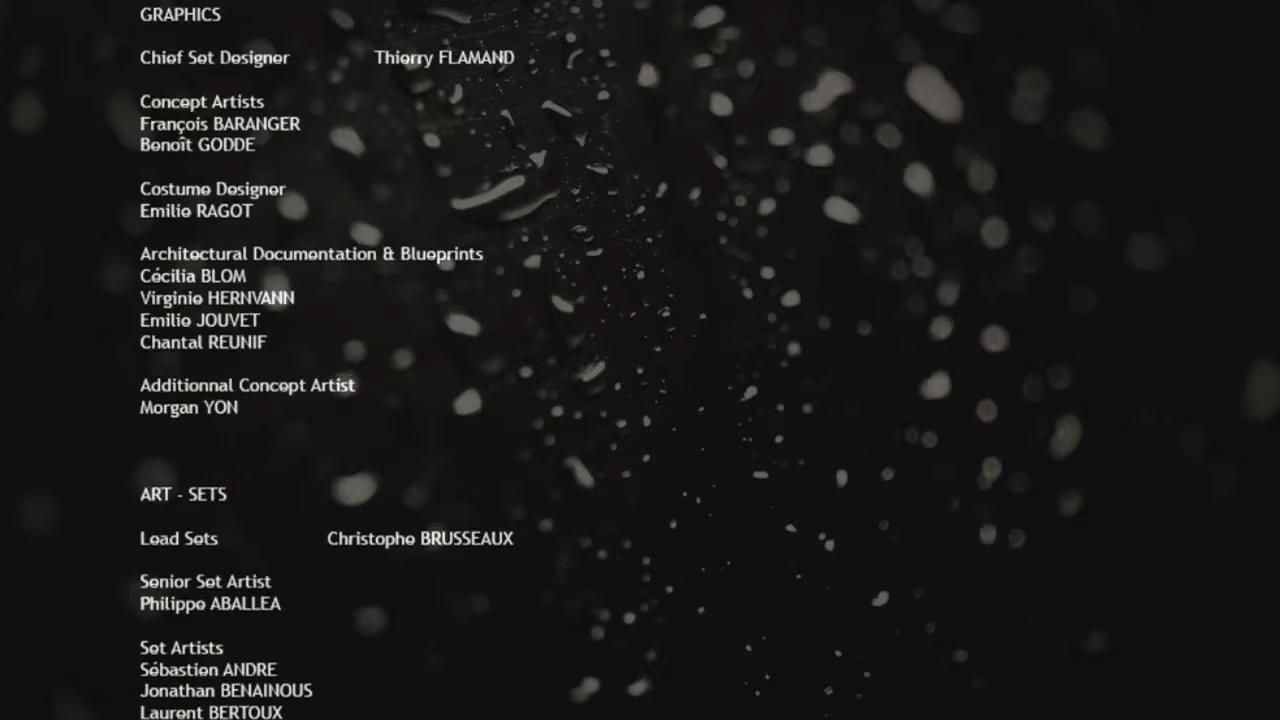 GRAPHICS
Chief Set Designer Thierry FLAMAND
Concept Artists
François BARANGER
Benoît GODDE
Costume Designer
Emilie RAGOT
Architectural Documentation & Blueprints
Cécilia BLOM
Virginie HERNVANN
Emilie JOUVET
Chantal REUNIF
Additionnal Concept Artist
Morgan YON
ART - SETS
Lead Sets Christophe BRUSSEAUX
Senior Set Artist
Philippe ABALLEA
Set Artists
Sébastien ANDRE
Jonathan BENAINOUS
Laurent BERTOUX